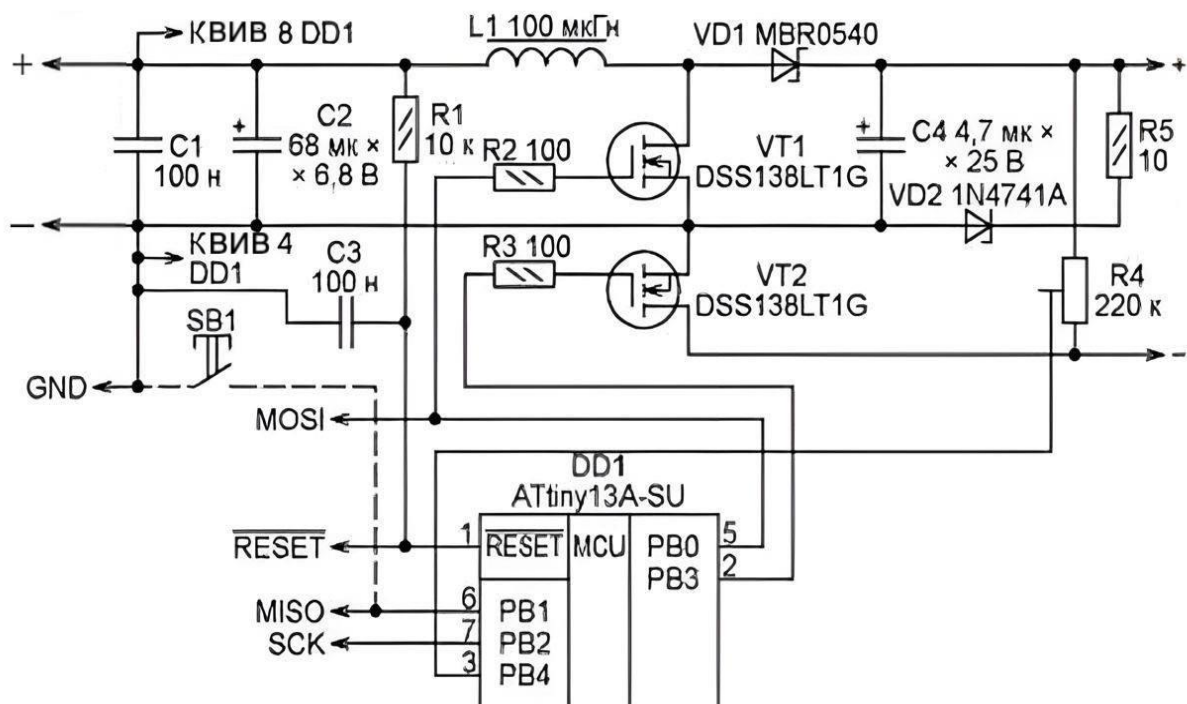 К ВЫВ. 8 DD1
L1 100 мкГн
VD1 MBR0540
+
+
C1
100 н
+
C2
68 мк ×
× 6,8 В
R1
10 к
R2 100
VT1
DSS138LT1G
+
C4 4,7 мк ×
× 25 В
R5
10
VD2 1N4741A
−
КВИВ 4
DD1
C3
100 н
R3 100
VT2
DSS138LT1G
R4
220 к
-
SB1
GND
MOSI
DD1
ATtiny13A-SU
RESET
1
RESET
MCU
PB0
5
PB3
2
MISO
6
PB1
SCK
7
PB2
3
PB4